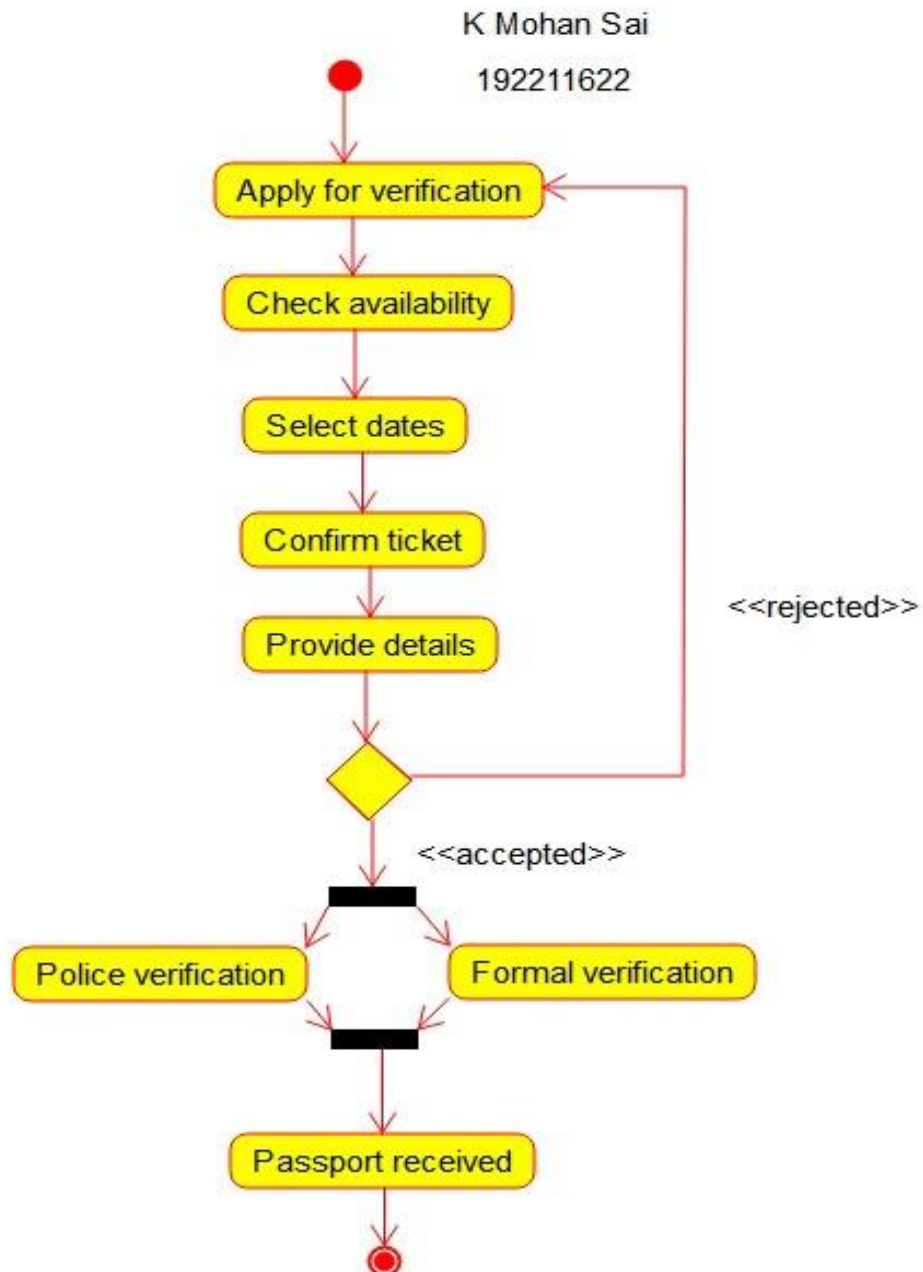 K Mohan Sai
192211622
Apply for verification
Check availability
Select dates
Confirm ticket
<<rejected>>
Provide details
<<accepted>>
Police verification
Formal verification
Passport received